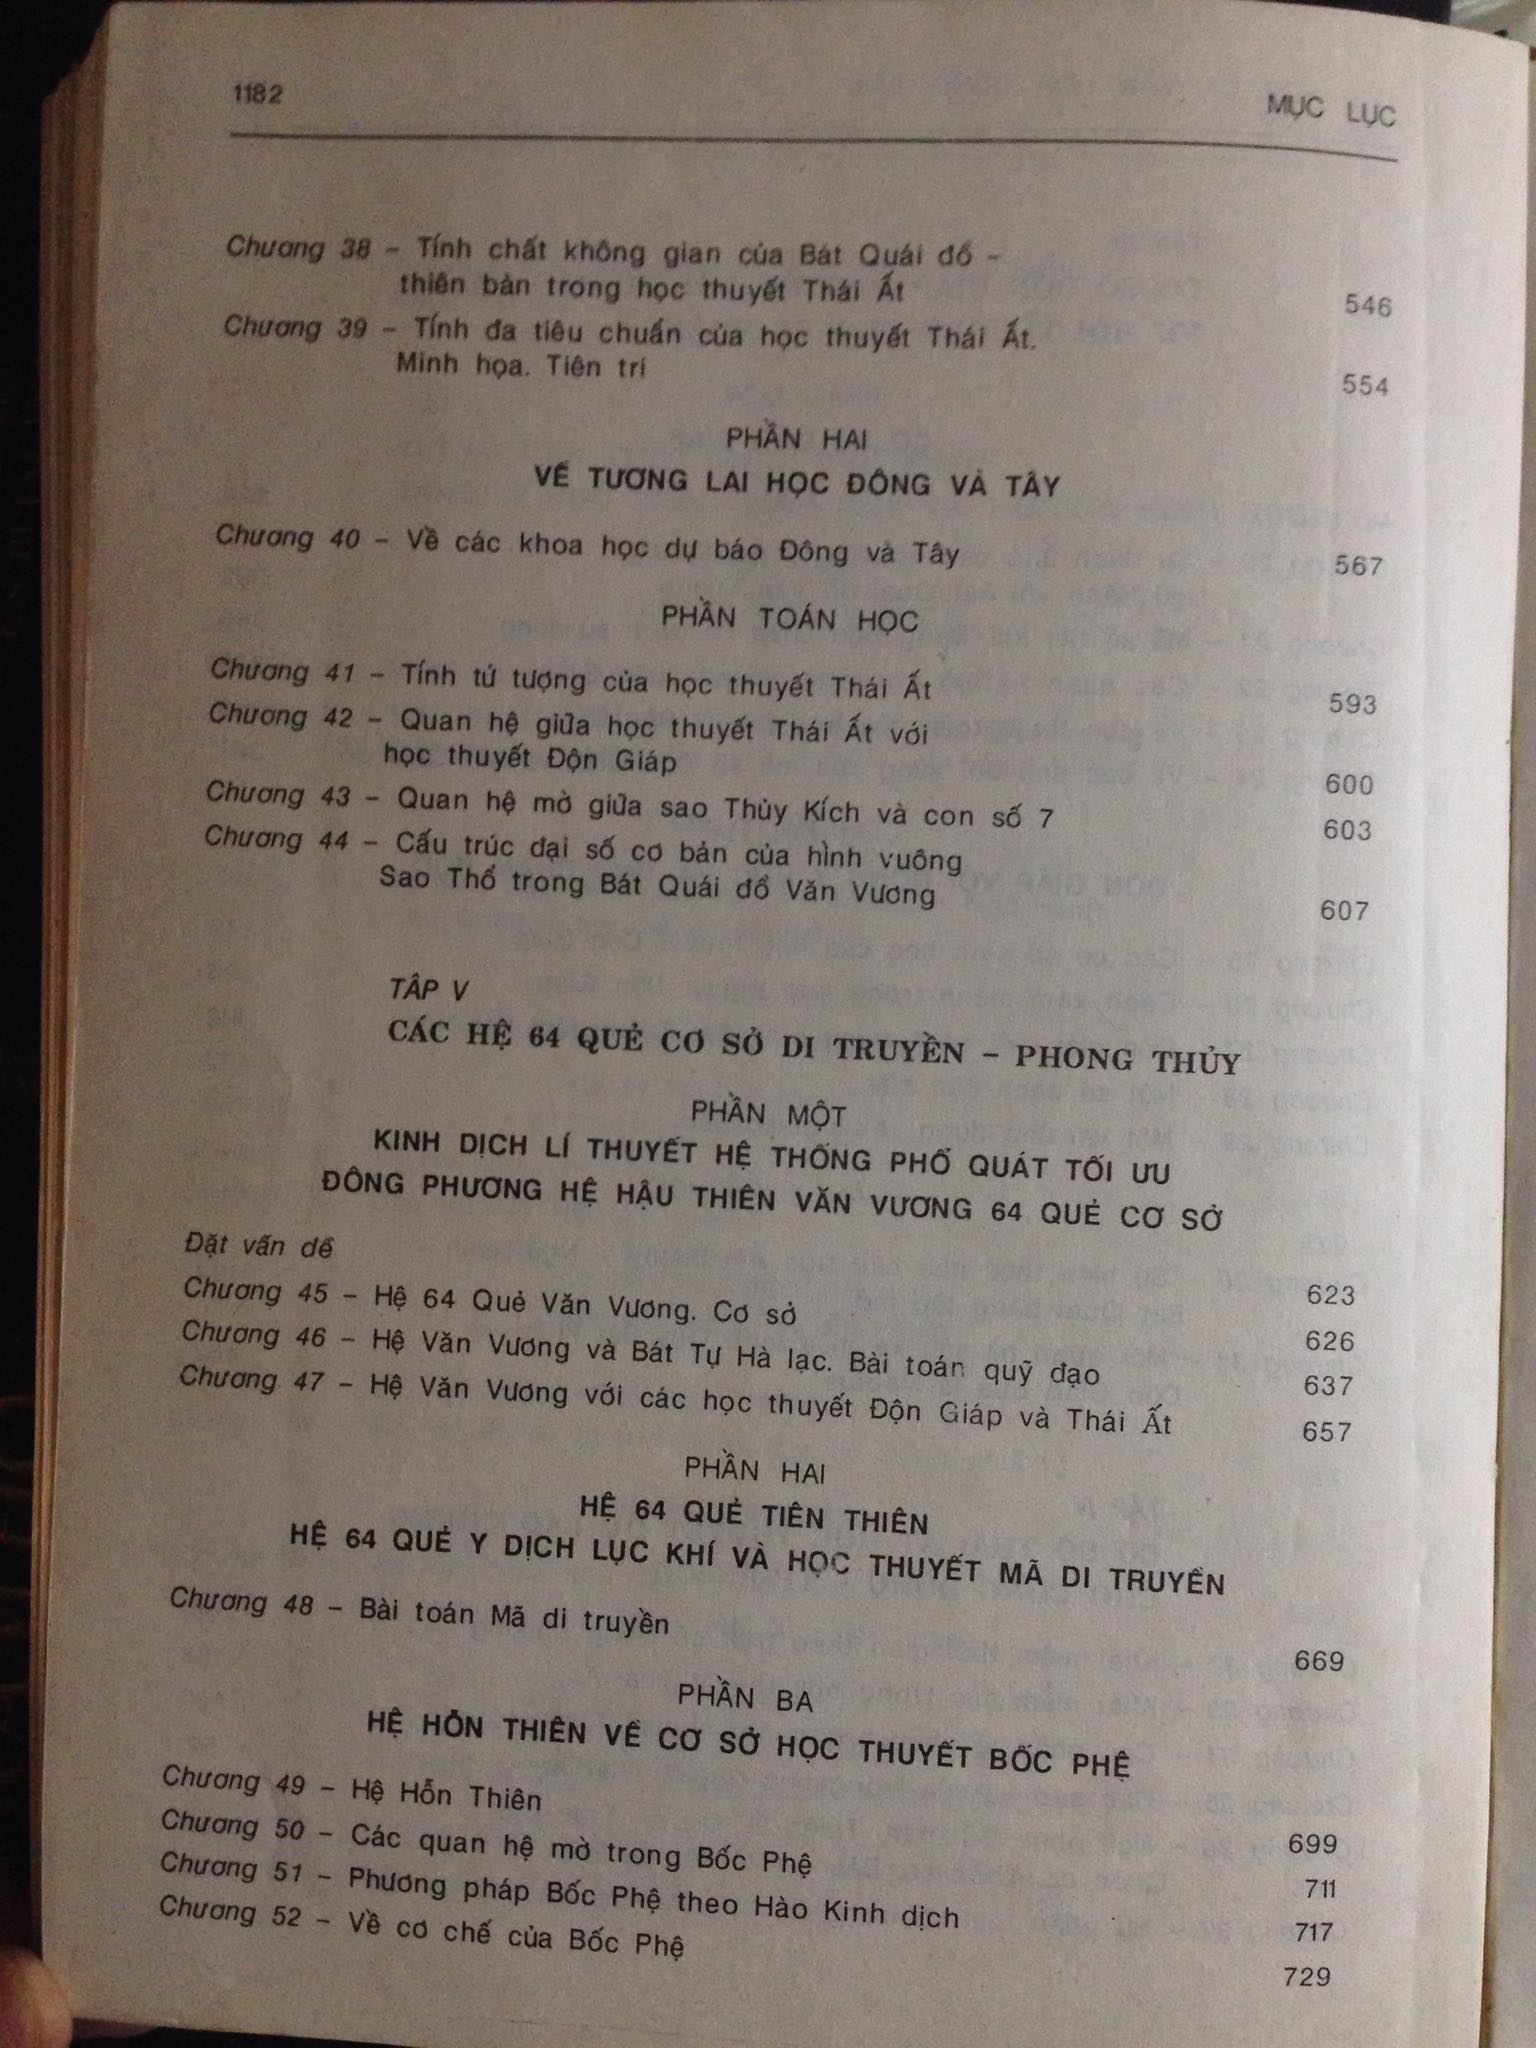 1182 MỤC LỤC
Chương 38 – Tính chất không gian của Bát Quái đồ –
thiên bàn trong học thuyết Thái Ất 546
Chương 39 – Tính đa tiêu chuẩn của học thuyết Thái Ất.
Minh họa. Tiên tri 554
PHẦN HAI
VỀ TƯƠNG LAI HỌC ĐÔNG VÀ TÂY
Chương 40 – Về các khoa học dự báo Đông và Tây 567
PHẦN TOÁN HỌC
Chương 41 – Tính tứ tượng của học thuyết Thái Ất 593
Chương 42 – Quan hệ giữa học thuyết Thái Ất với
học thuyết Độn Giáp 600
Chương 43 – Quan hệ mờ giữa sao Thủy Kích và con số 7 603
Chương 44 – Cấu trúc đại số cơ bản của hình vuông
Sao Thổ trong Bát Quái đồ Văn Vương 607
TẬP V
CÁC HỆ 64 QUẺ CƠ SỞ DI TRUYỀN – PHONG THỦY
PHẦN MỘT
KINH DỊCH LÍ THUYẾT HỆ THỐNG PHỔ QUÁT TỐI ƯU
ĐÔNG PHƯƠNG HỆ HẬU THIÊN VĂN VƯƠNG 64 QUẺ CƠ SỞ
Đặt vấn dề 623
Chương 45 – Hệ 64 Quẻ Văn Vương. Cơ sở 626
Chương 46 – Hệ Văn Vương và Bát Tự Hà lạc. Bài toán quỹ đạo 637
Chương 47 – Hệ Văn Vương với các học thuyết Độn Giáp và Thái Ất 657
PHẦN HAI
HỆ 64 QUẺ TIÊN THIÊN
HỆ 64 QUẺ Y DỊCH LỤC KHÍ VÀ HỌC THUYẾT MÃ DI TRUYỀN
Chương 48 – Bài toán Mã di truyền 669
PHẦN BA
HỆ HỖN THIÊN VỀ CƠ SỞ HỌC THUYẾT BỐC PHỆ
Chương 49 – Hệ Hỗn Thiên 699
Chương 50 – Các quan hệ mờ trong Bốc Phệ 711
Chương 51 – Phương pháp Bốc Phệ theo Hào Kinh dịch 717
Chương 52 – Về cơ chế của Bốc Phệ 729